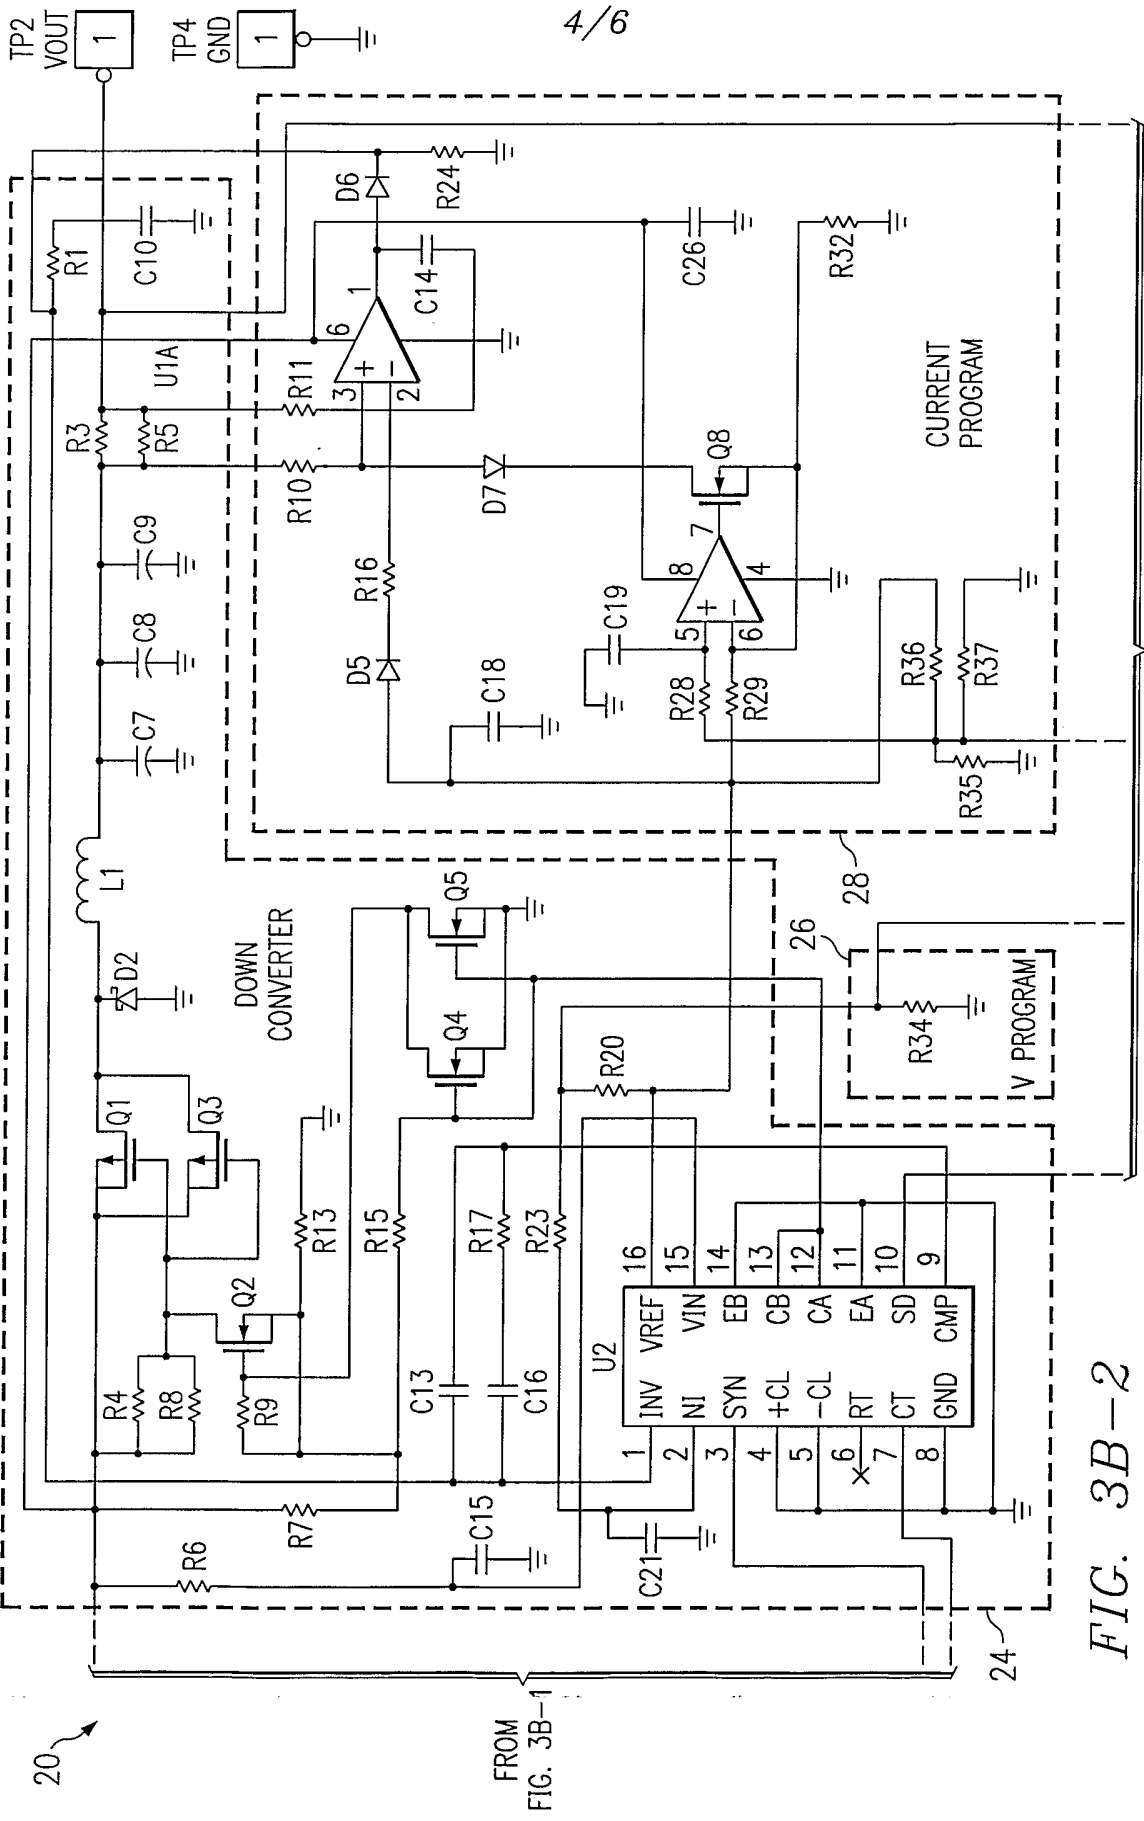 4/6
20
FROM
FIG. 3B-1
R6
R7
C15
R4
R8
R9
Q2
Q1
Q3
R13
R15
C13
C16
R17
R23
C21
D2
L1
DOWN
CONVERTER
Q4
Q5
R20
C7
C8
C9
R3
R5
R1
C10
TP2
VOUT
1
TP4
GND
1
U1A
R10
R11
3
2
+
−
6
1
D6
R24
C14
R16
D5
D7
C18
C19
C26
R28
R29
5
6
+
−
8
4
7
Q8
R32
R36
R37
R35
CURRENT
PROGRAM
28
26
R34
V PROGRAM
U2
1 INV VREF 16
2 NI VIN 15
3 SYN EB 14
4 +CL CB 13
5 −CL CA 12
6 RT EA 11
7 CT SD 10
8 GND CMP 9
24
FIG. 3B-2